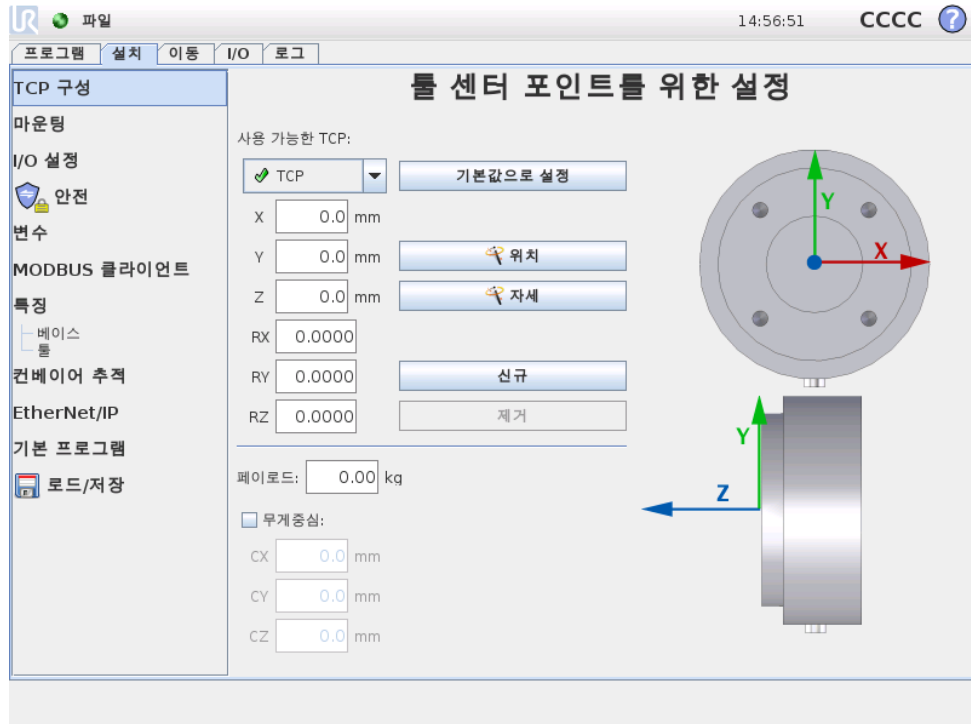 UR 파일 14:56:51 CCCC ?
프로그램 설치 이동 I/O 로그
TCP 구성
마운팅
I/O 설정
안전
변수
MODBUS 클라이언트
특징
베이스
툴
컨베이어 추적
EtherNet/IP
기본 프로그램
로드/저장
툴 센터 포인트를 위한 설정
사용 가능한 TCP:
TCP 기본값으로 설정
X 0.0 mm
Y 0.0 mm 위치
Z 0.0 mm 자세
RX 0.0000
RY 0.0000 신규
RZ 0.0000 제거
페이로드: 0.00 kg
무게중심:
CX 0.0 mm
CY 0.0 mm
CZ 0.0 mm
Y
X
Y
Z